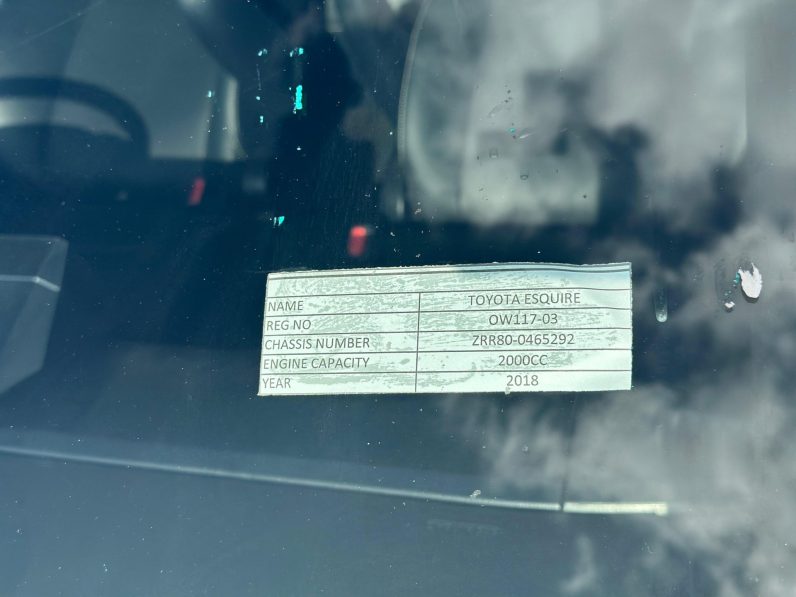 NAME TOYOTA ESQUIRE
REG NO OW117-03
CHASSIS NUMBER ZRR80-0465292
ENGINE CAPACITY 2000CC
YEAR 2018